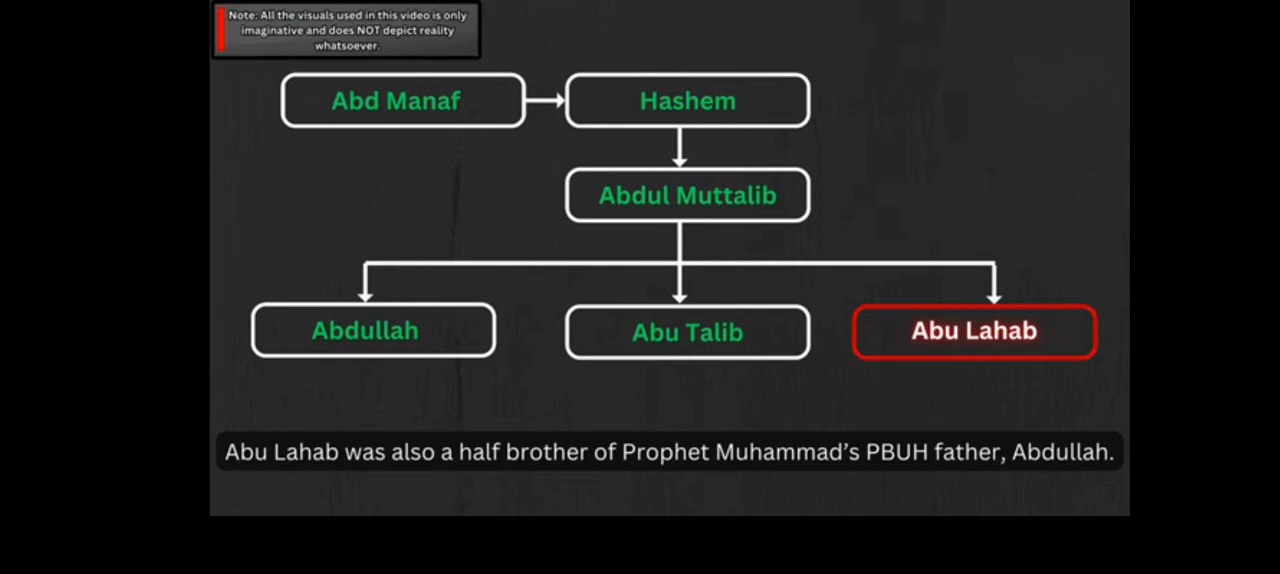 Note: All the visuals used in this video is only
imaginative and does NOT depict reality
whatsoever.
Abd Manaf
Hashem
Abdul Muttalib
Abdullah
Abu Talib
Abu Lahab
Abu Lahab was also a half brother of Prophet Muhammad’s PBUH father, Abdullah.